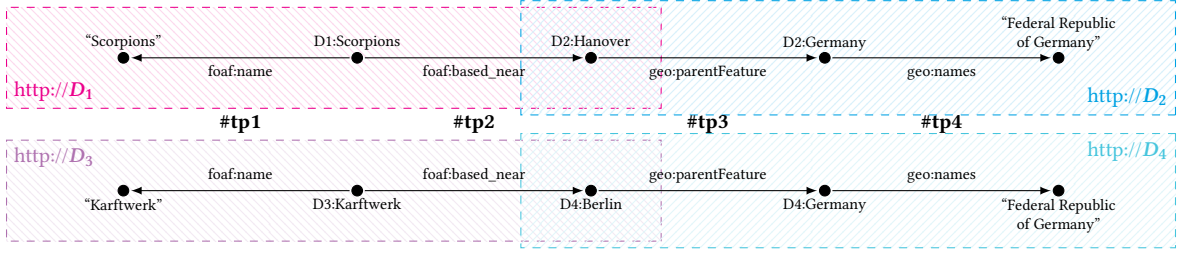 “Scorpions” D1:Scorpions D2:Hanover D2:Germany “Federal Republic
of Germany”
foaf:name foaf:based_near geo:parentFeature geo:names
http://D1 http://D2
#tp1 #tp2 #tp3 #tp4
http://D3 http://D4
foaf:name foaf:based_near geo:parentFeature geo:names
“Karftwerk” D3:Karftwerk D4:Berlin D4:Germany “Federal Republic
of Germany”